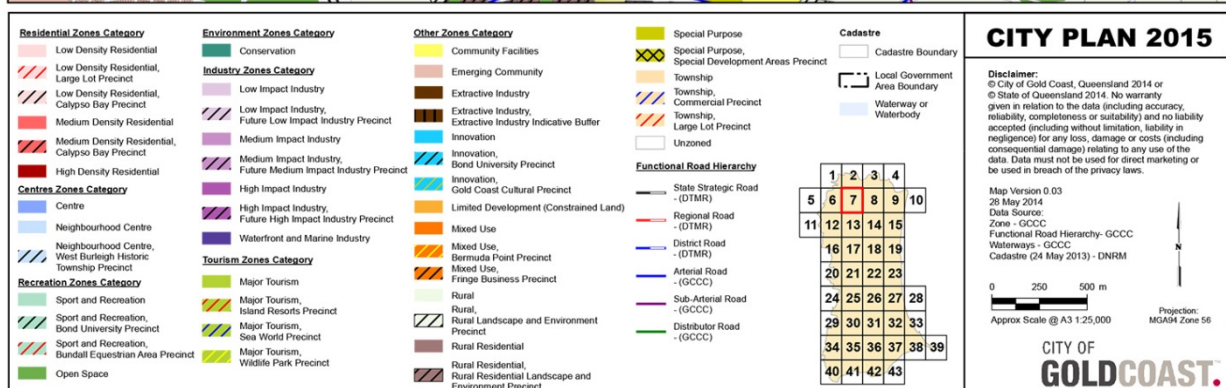 Residential Zones Category
Low Density Residential
Low Density Residential,
Large Lot Precinct
Low Density Residential,
Calypso Bay Precinct
Medium Density Residential
Medium Density Residential,
Calypso Bay Precinct
High Density Residential
Centres Zones Category
Centre
Neighbourhood Centre
Neighbourhood Centre,
West Burleigh Historic
Township Precinct
Recreation Zones Category
Sport and Recreation
Sport and Recreation,
Bond University Precinct
Sport and Recreation,
Bundall Equestrian Area Precinct
Open Space
Environment Zones Category
Conservation
Industry Zones Category
Low Impact Industry
Low Impact Industry,
Future Low Impact Industry Precinct
Medium Impact Industry
Medium Impact Industry,
Future Medium Impact Industry Precinct
High Impact Industry
High Impact Industry,
Future High Impact Industry Precinct
Waterfront and Marine Industry
Tourism Zones Category
Major Tourism
Major Tourism,
Island Resorts Precinct
Major Tourism,
Sea World Precinct
Major Tourism,
Wildlife Park Precinct
Other Zones Category
Community Facilities
Emerging Community
Extractive Industry
Extractive Industry,
Extractive Industry Indicative Buffer
Innovation
Innovation,
Bond University Precinct
Innovation,
Gold Coast Cultural Precinct
Limited Development (Constrained Land)
Mixed Use
Mixed Use,
Bermuda Point Precinct
Mixed Use,
Fringe Business Precinct
Rural
Rural,
Rural Landscape and Environment
Precinct
Rural Residential
Rural Residential,
Rural Residential Landscape and
Environment Precinct
Special Purpose
Special Purpose,
Special Development Areas Precinct
Township
Township,
Commercial Precinct
Township,
Large Lot Precinct
Unzoned
Functional Road Hierarchy
State Strategic Road
- (DTMR)
Regional Road
- (DTMR)
District Road
- (DTMR)
Arterial Road
- (GCCC)
Sub-Arterial Road
- (GCCC)
Distributor Road
- (GCCC)
Cadastre
Cadastre Boundary
Local Government
Area Boundary
Waterway or
Waterbody
1 2 3 4
5 6 7 8 9 10
11 12 13 14 15
16 17 18 19
20 21 22 23
24 25 26 27 28
29 30 31 32 33
34 35 36 37 38 39
40 41 42 43
CITY PLAN 2015
Disclaimer:
© City of Gold Coast, Queensland 2014 or
© State of Queensland 2014. No warranty
given in relation to the data (including accuracy,
reliability, completeness or suitability) and no liability
accepted (including without limitation, liability in
negligence) for any loss, damage or costs (including
consequential damage) relating to any use of the
data. Data must not be used for direct marketing or
be used in breach of the privacy laws.
Map Version 0.03
28 May 2014
Data Source:
Zone - GCCC
Functional Road Hierarchy- GCCC
Waterways - GCCC
Cadastre (24 May 2013) - DNRM
N
0 250 500 m
Approx Scale @ A3 1:25,000
Projection:
MGA94 Zone 56
CITY OF
GOLDCOAST.